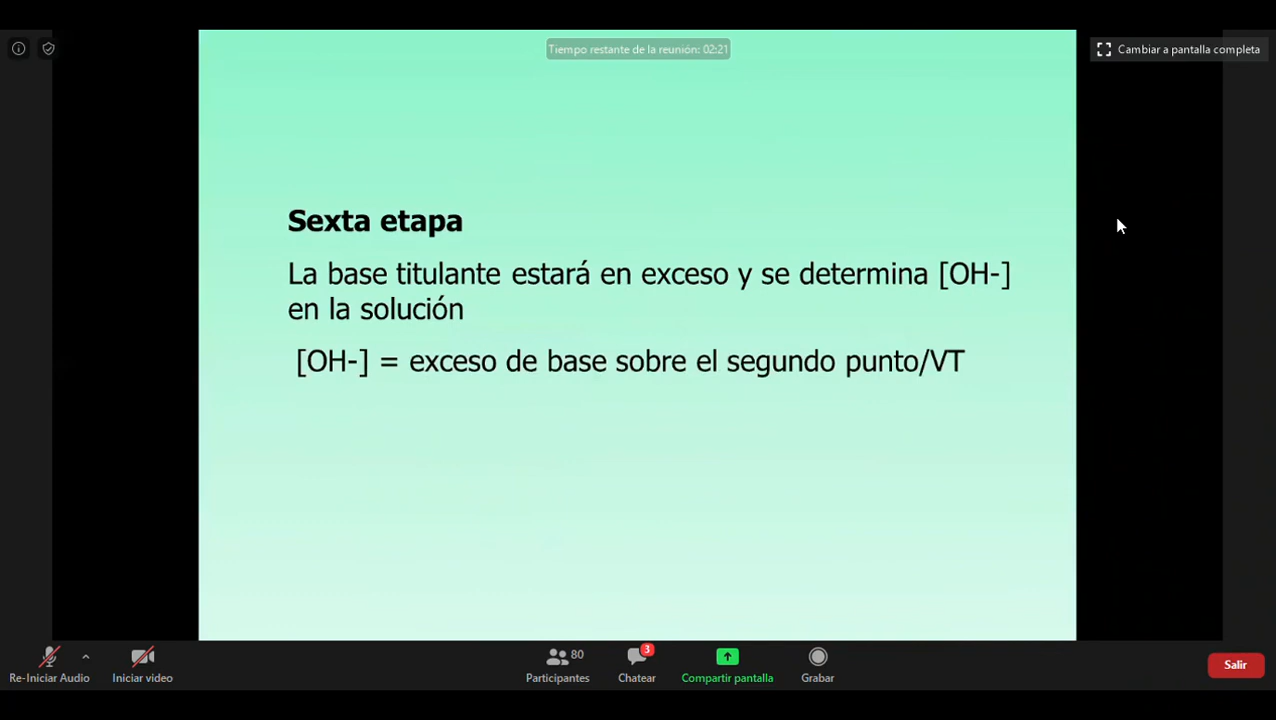 Tiempo restante de la reunión: 02:21
Cambiar a pantalla completa
Sexta etapa
La base titulante estará en exceso y se determina [OH-]
en la solución
[OH-] = exceso de base sobre el segundo punto/VT
80
3
Re-Iniciar Audio
Iniciar video
Participantes
Chatear
Compartir pantalla
Grabar
Salir